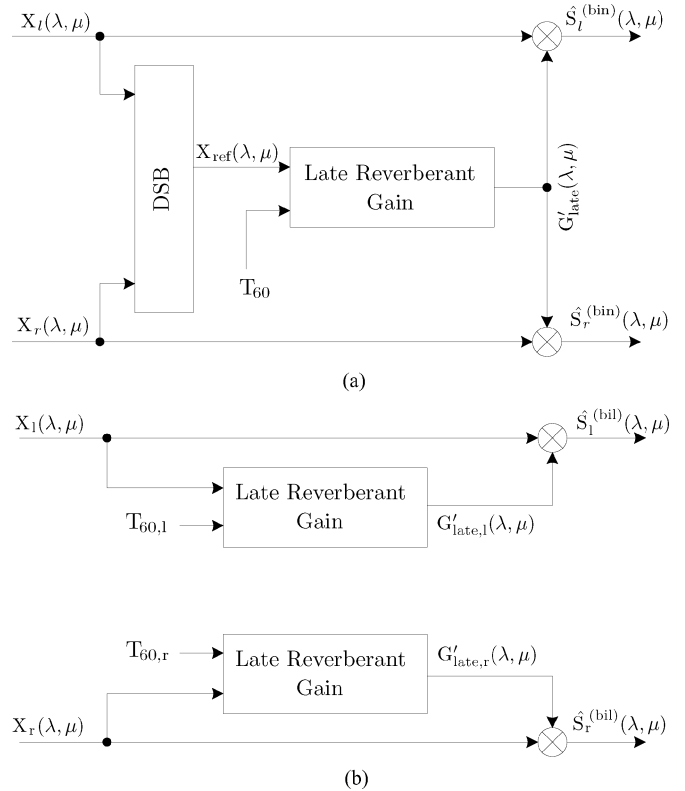 X_l(λ, μ)
Ŝ_l^(bin)(λ, μ)
DSB
X_ref(λ, μ)
Late Reverberant
Gain
G′_late(λ, μ)
T_60
X_r(λ, μ)
Ŝ_r^(bin)(λ, μ)
(a)
X_l(λ, μ)
Ŝ_l^(bil)(λ, μ)
Late Reverberant
Gain
T_60,l
G′_late,l(λ, μ)
T_60,r
Late Reverberant
Gain
G′_late,r(λ, μ)
X_r(λ, μ)
Ŝ_r^(bil)(λ, μ)
(b)